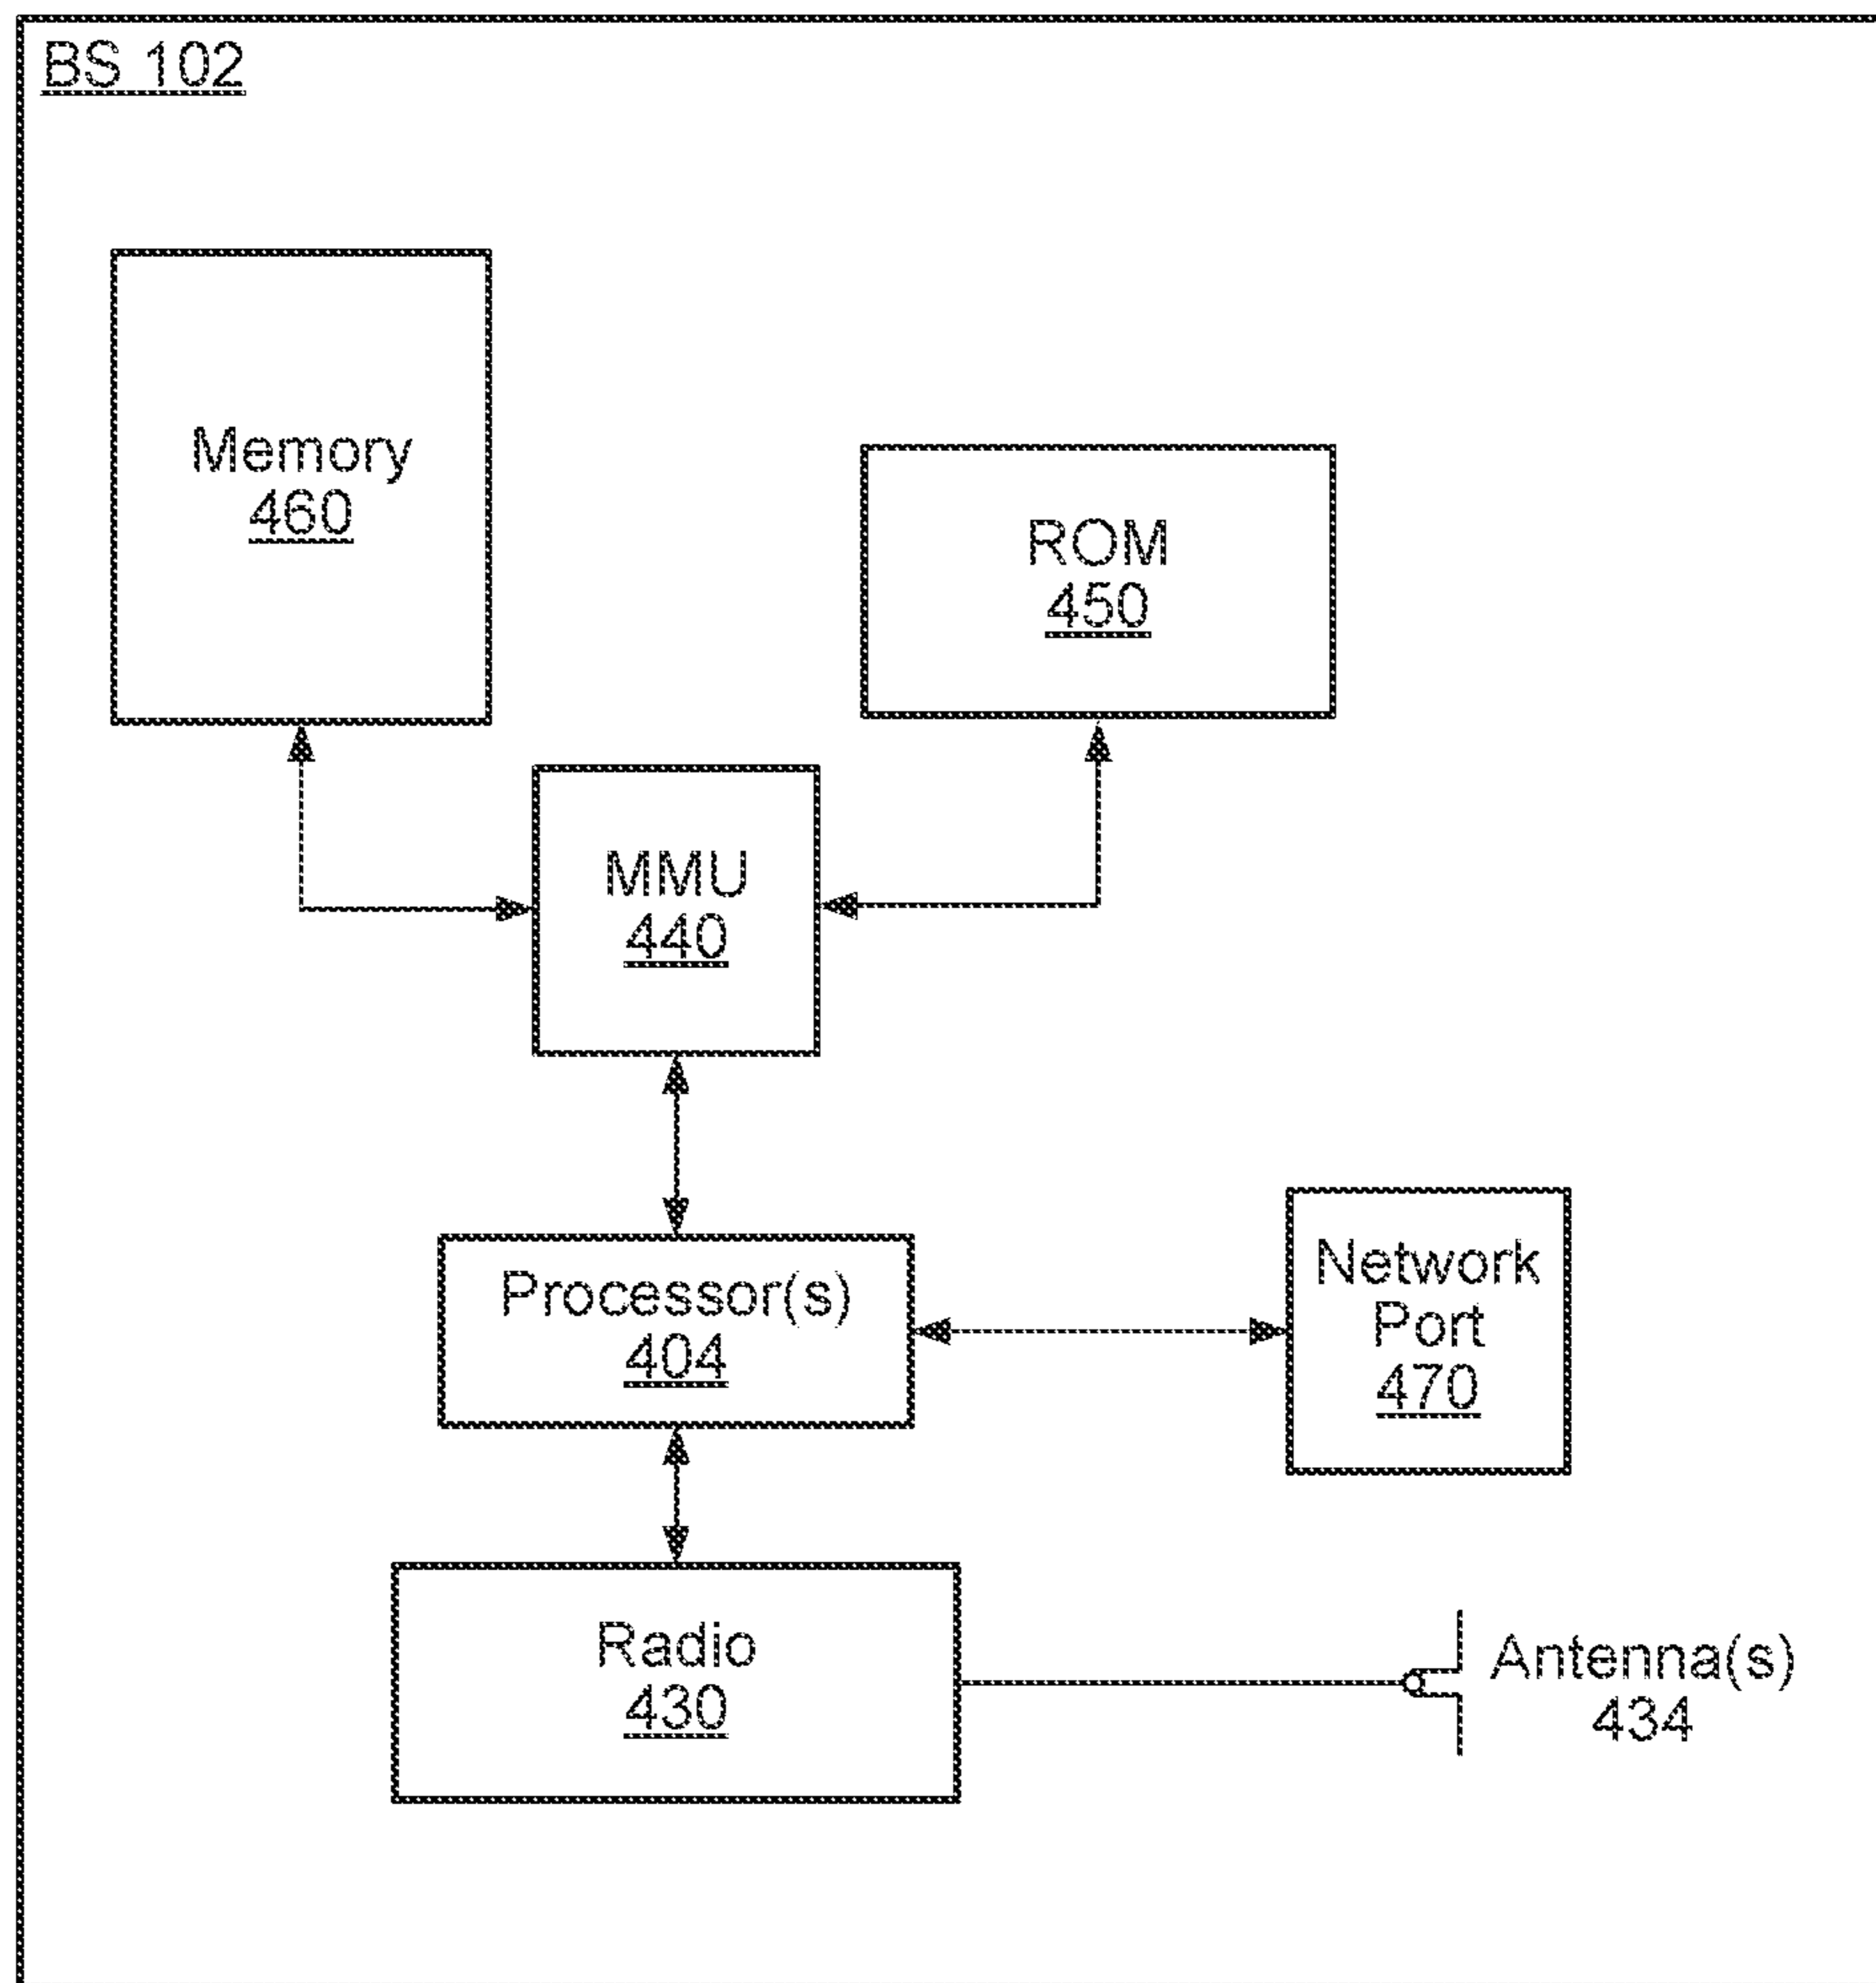 BS 102
Memory
460
ROM
450
MMU
440
Processor(s)
404
Network
Port
470
Radio
430
Antenna(s)
434